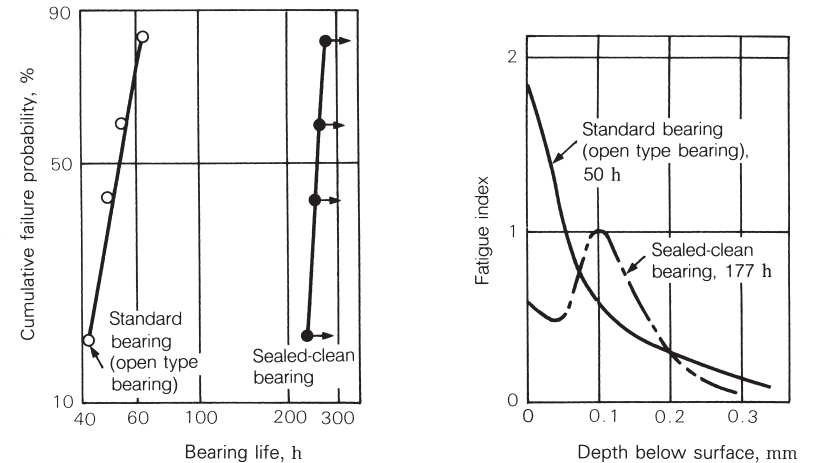 90
50
10
Cumulative failure probability, %
Standard
bearing
(open type
bearing)
Sealed-clean
bearing
40
60
100
200
300
Bearing life, h
2
1
0
Fatigue index
Standard bearing
(open type bearing),
50 h
Sealed-clean
bearing, 177 h
0
0.1
0.2
0.3
Depth below surface, mm